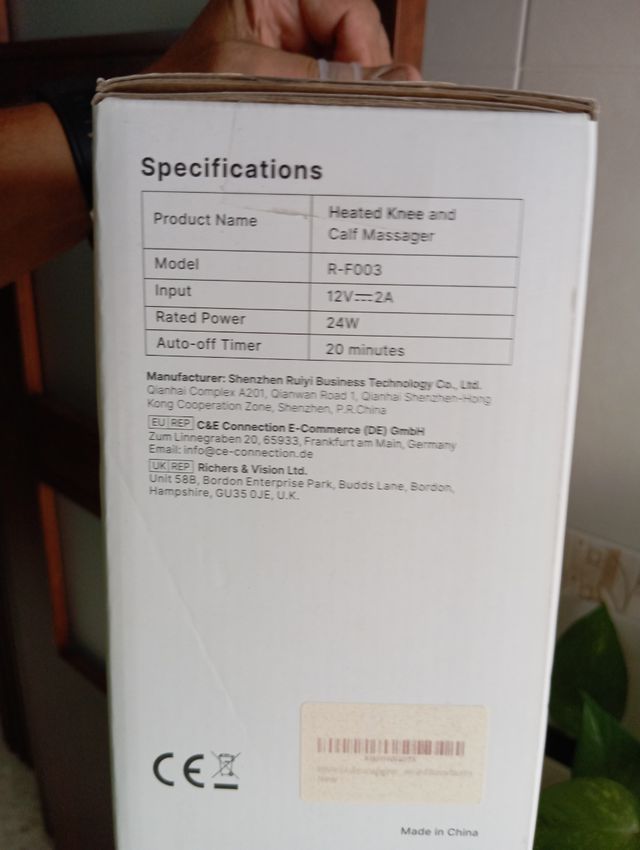 Specifications
Product Name
Heated Knee and
Calf Massager
Model
R-F003
Input
12V⎓2A
Rated Power
24W
Auto-off Timer
20 minutes
Manufacturer: Shenzhen Ruiyi Business Technology Co., Ltd.
Qianhai Complex A201, Qianwan Road 1, Qianhai Shenzhen-Hong
Kong Cooperation Zone, Shenzhen, P.R.China
EU REP C&E Connection E-Commerce (DE) GmbH
Zum Linnegraben 20, 65933, Frankfurt am Main, Germany
Email: info@ce-connection.de
UK REP Richers & Vision Ltd.
Unit 58B, Bordon Enterprise Park, Budds Lane, Bordon,
Hampshire, GU35 0JE, U.K.
CE
Made in China